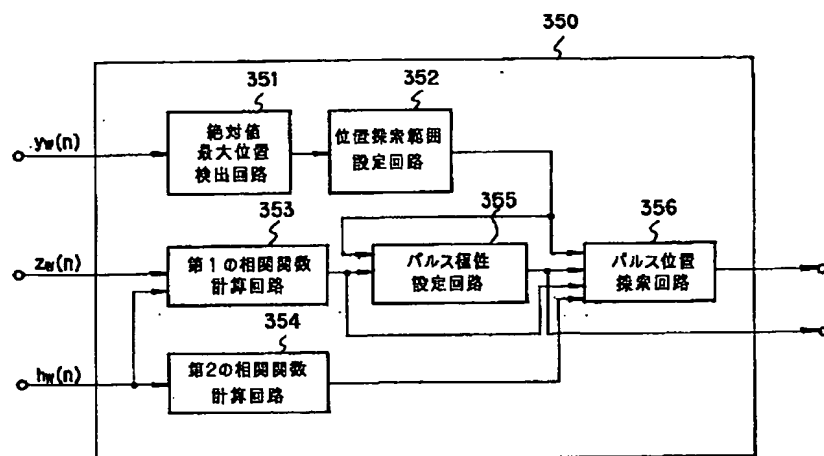 350
351
352
yw(n)
絶対値
最大位置
検出回路
位置探索範囲
設定回路
353
355
356
zw(n)
第1の相関関数
計算回路
パルス極性
設定回路
パルス位置
探索回路
354
hw(n)
第2の相関関数
計算回路